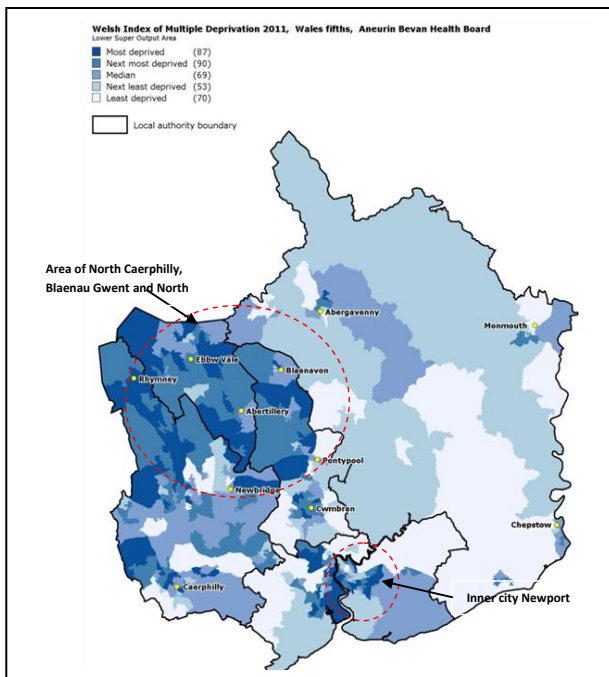 Welsh Index of Multiple Deprivation 2011, Wales fifths, Aneurin Bevan Health Board
Lower Super Output Area
Most deprived (87)
Next most deprived (90)
Median (69)
Next least deprived (53)
Least deprived (70)
Local authority boundary
Area of North Caerphilly,
Blaenau Gwent and North
Abergavenny
Monmouth
Ebbw Vale
Blaenavon
Rhymney
Abertillery
Pontypool
Newbridge
Cwmbran
Chepstow
Caerphilly
Inner city Newport